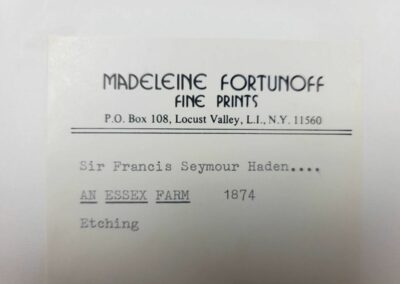 MADELEINE FORTUNOFF
FINE PRINTS
P.O. Box 108, Locust Valley, L.I., N.Y. 11560
Sir Francis Seymour Haden....
AN ESSEX FARM 1874
Etching